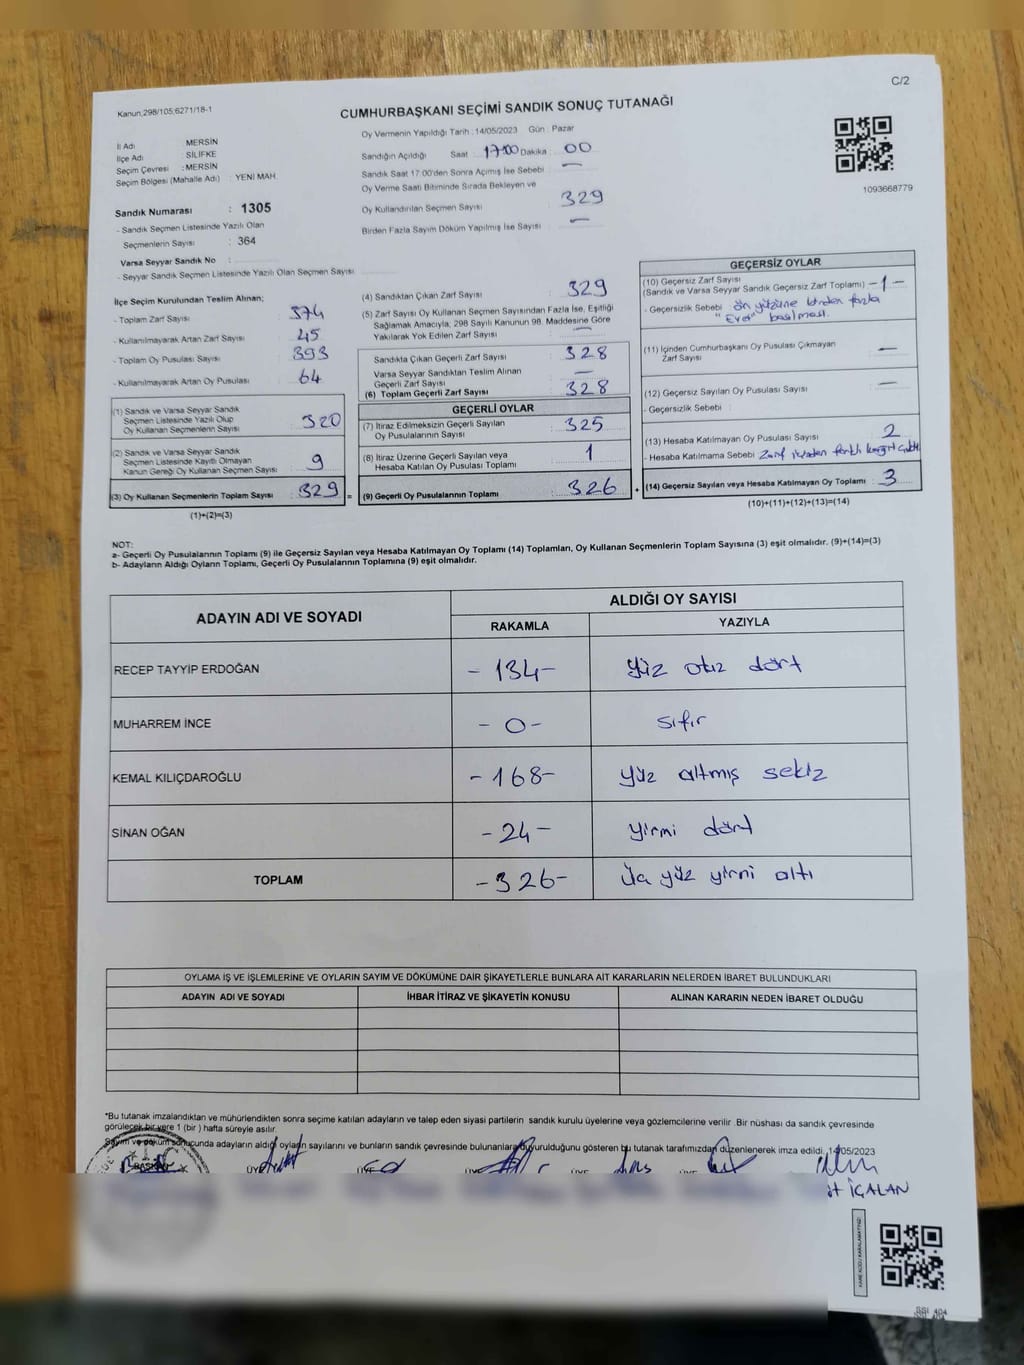 C/2
Kanun;298/105;6271/18-1
CUMHURBAŞKANI SEÇİMİ SANDIK SONUÇ TUTANAĞI
İl Adı MERSİN
İlçe Adı SİLİFKE
Seçim Çevresi : MERSİN
Seçim Bölgesi (Mahalle Adı) : YENİ MAH.
Sandık Numarası : 1305
- Sandık Seçmen Listesinde Yazılı Olan
Seçmenlerin Sayısı : 364
Varsa Seyyar Sandık No :
- Seyyar Sandık Seçmen Listesinde Yazılı Olan Seçmen Sayısı
Oy Vermenin Yapıldığı Tarih : 14/05/2023 Gün : Pazar
Sandığın Açıldığı Saat 17:00 Dakika : 00
Sandık Saat 17.00'den Sonra Açımış İse Sebebi : —
Oy Verme Saati Bitiminde Sırada Bekleyen ve
Oy Kullandırılan Seçmen Sayısı : 329
Birden Fazla Sayım Döküm Yapılmış İse Sayısı : —
1093668779
İlçe Seçim Kurulundan Teslim Alınan;
- Toplam Zarf Sayısı : 374
- Kullanılmayarak Artan Zarf Sayısı : 45
- Toplam Oy Pusulası Sayısı : 393
- Kullanılmayarak Artan Oy Pusulası : 64
(1) Sandık ve Varsa Seyyar Sandık
Seçmen Listesinde Yazılı Olup
Oy Kullanan Seçmenlerin Sayısı : 320
(2) Sandık ve Varsa Seyyar Sandık
Seçmen Listesinde Kayıtlı Olmayan
Kanun Gereği Oy Kullanan Seçmen Sayısı : 9
(3) Oy Kullanan Seçmenlerin Toplam Sayısı : 329 =
(1)+(2)=(3)
(4) Sandıktan Çıkan Zarf Sayısı : 329
(5) Zarf Sayısı Oy Kullanan Seçmen Sayısından Fazla İse, Eşitliği
Sağlamak Amacıyla, 298 Sayılı Kanunun 98. Maddesine Göre
Yakılarak Yok Edilen Zarf Sayısı : —
Sandıkta Çıkan Geçerli Zarf Sayısı : 328
Varsa Seyyar Sandıktan Teslim Alınan
Geçerli Zarf Sayısı : —
(6) Toplam Geçerli Zarf Sayısı : 328
GEÇERLİ OYLAR
(7) İtiraz Edilmeksizin Geçerli Sayılan
Oy Pusulalarının Sayısı : 325
(8) İtiraz Üzerine Geçerli Sayılan veya
Hesaba Katılan Oy Pusulası Toplamı : 1
(9) Geçerli Oy Pusulalarının Toplamı : 326 +
GEÇERSİZ OYLAR
(10) Geçersiz Zarf Sayısı
(Sandık ve Varsa Seyyar Sandık Geçersiz Zarf Toplamı) -1-
- Geçersizlik Sebebi : ön yüzüne birden fazla
"Evet" basılması.
(11) İçinden Cumhurbaşkanı Oy Pusulası Çıkmayan
Zarf Sayısı : —
(12) Geçersiz Sayılan Oy Pusulası Sayısı : —
- Geçersizlik Sebebi :
(13) Hesaba Katılmayan Oy Pusulası Sayısı : 2
- Hesaba Katılmama Sebebi : Zarf içinden farklı
(14) Geçersiz Sayılan veya Hesaba Katılmayan Oy Toplamı : 3
(10)+(11)+(12)+(13)=(14)
NOT:
a- Geçerli Oy Pusulalarının Toplamı (9) ile Geçersiz Sayılan veya Hesaba Katılmayan Oy Toplamı (14) Toplamları, Oy Kullanan Seçmenlerin Toplam Sayısına (3) eşit olmalıdır. (9)+(14)=(3)
b- Adayların Aldığı Oyların Toplamı, Geçerli Oy Pusulalarının Toplamına (9) eşit olmalıdır.
ADAYIN ADI VE SOYADI ALDIĞI OY SAYISI
RAKAMLA YAZIYLA
RECEP TAYYİP ERDOĞAN -134- Yüz otuz dört
MUHARREM İNCE -0- sıfır
KEMAL KILIÇDAROĞLU -168- yüz altmış sekiz
SİNAN OĞAN -24- yirmi dört
TOPLAM -326- Üç yüz yirmi altı
OYLAMA İŞ VE İŞLEMLERİNE VE OYLARIN SAYIM VE DÖKÜMÜNE DAİR ŞİKAYETLERLE BUNLARA AİT KARARLARIN NELERDEN İBARET BULUNDUKLARI
ADAYIN ADI VE SOYADI İHBAR İTİRAZ VE ŞİKAYETİN KONUSU ALINAN KARARIN NEDEN İBARET OLDUĞU
*Bu tutanak imzalandıktan ve mühürlendikten sonra seçime katılan adayların ve talep eden siyasi partilerin sandık kurulu üyelerine veya gözlemcilerine verilir .Bir nüshası da sandık çevresinde
görülecek bir yere 1 (bir ) hafta süreyle asılır.
Sayım ve döküm sonucunda adayların aldığı oyların sayılarını ve bunların sandık çevresinde bulunanlara duyurulduğunu gösteren bu tutanak tarafımızdan düzenlenerek imza edildi. 14/05/2023
BAŞKAN
İÇALAN
KARE KODU KARALAMAYINIZ!